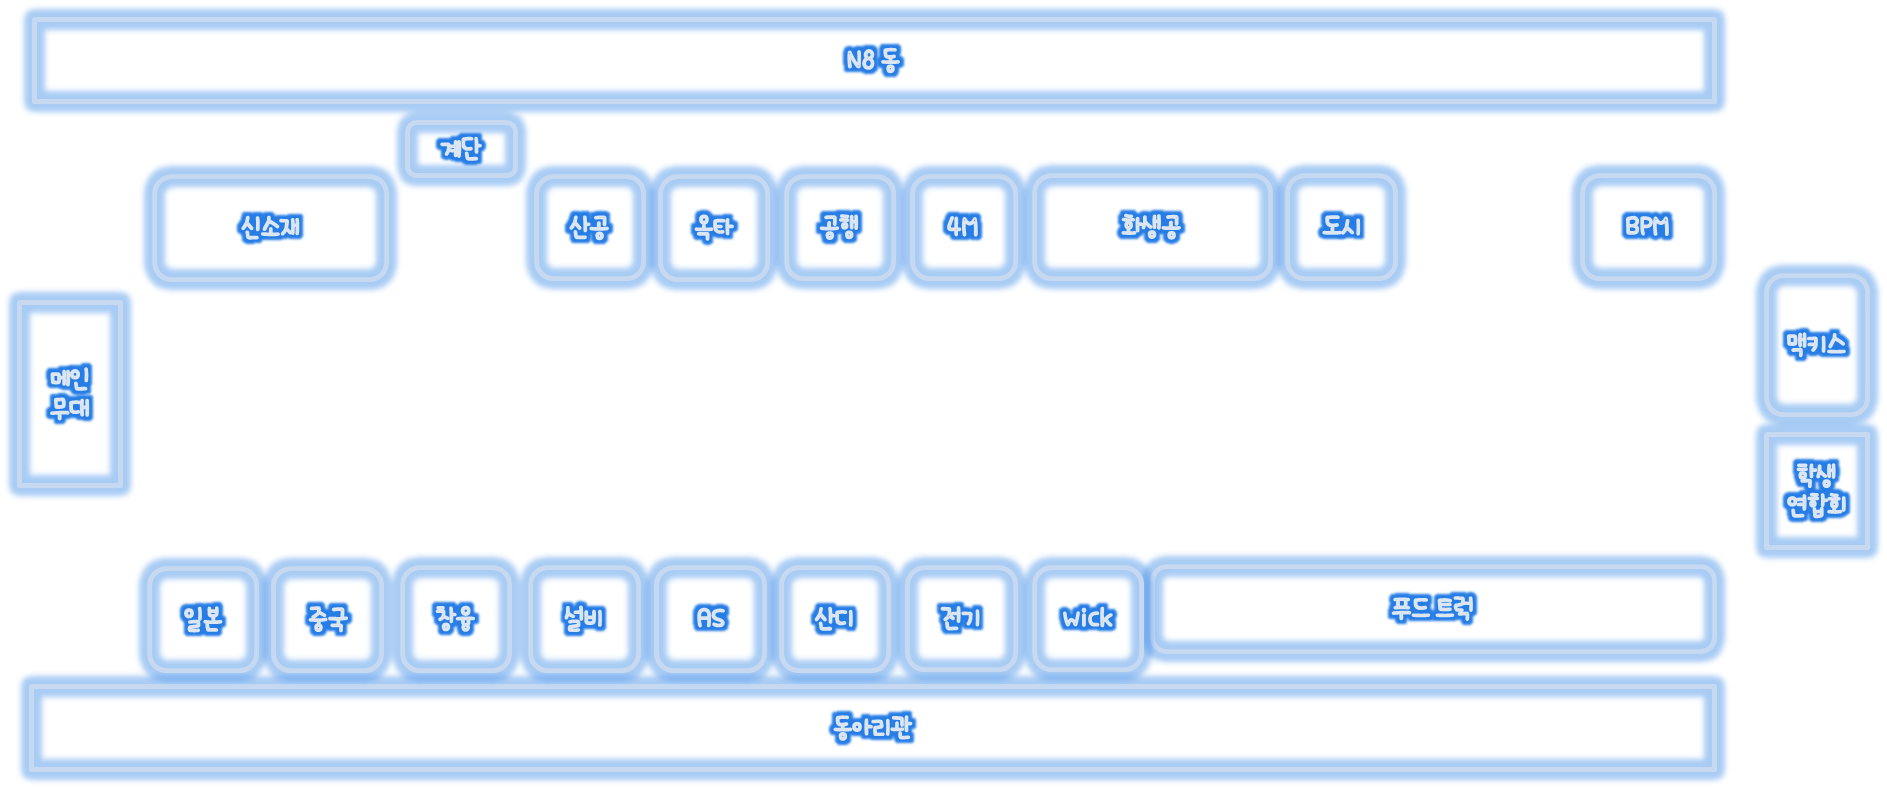 N8 동
계단
신소재
산공
옥타
공행
4M
화생공
도시
BPM
맥키스
메인
무대
학생
연합회
일본
중국
창융
설비
AS
산디
전기
wick
푸드 트럭
동아리관